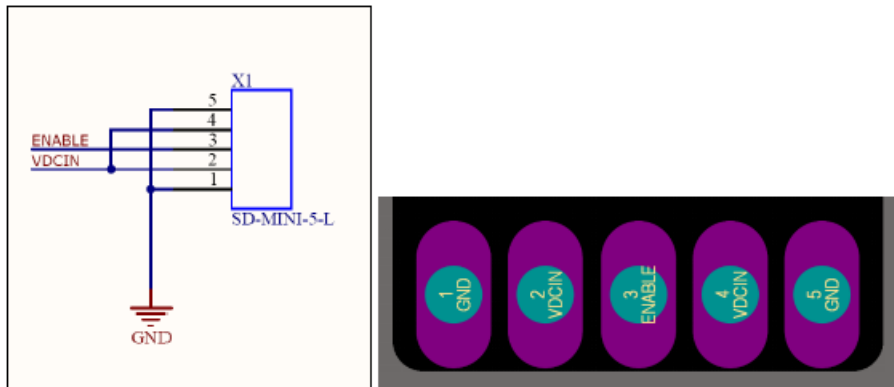 X1
5
4
ENABLE
3
VDCIN
2
1
SD-MINI-5-L
GND
1
GND
2
VDCIN
3
ENABLE
4
VDCIN
5
GND